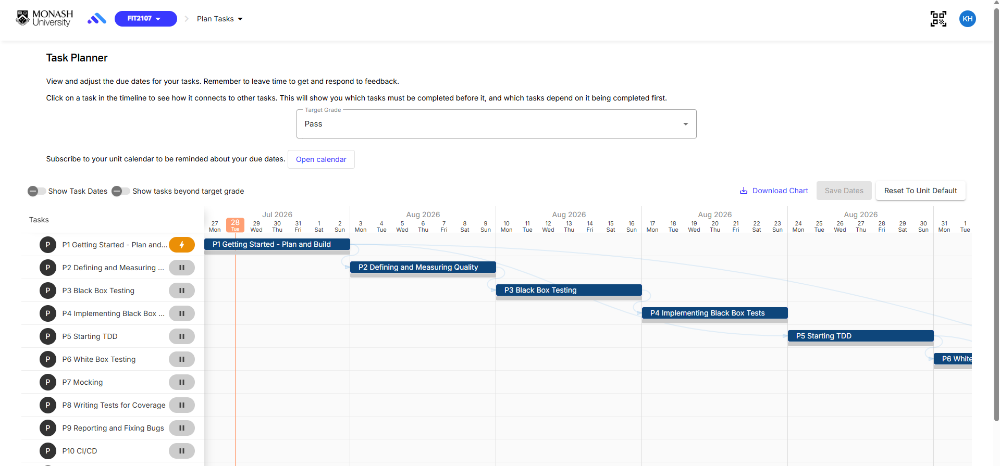 MONASH
University
FIT2107
Plan Tasks
KH
Task Planner
View and adjust the due dates for your tasks. Remember to leave time to get and respond to feedback.
Click on a task in the timeline to see how it connects to other tasks. This will show you which tasks must be completed before it, and which tasks depend on it being completed first.
Target Grade
Pass
Subscribe to your unit calendar to be reminded about your due dates. Open calendar
Show Task Dates Show tasks beyond target grade Download Chart Save Dates Reset To Unit Default
Tasks
Jul 2026 Aug 2026 Aug 2026 Aug 2026 Aug 2026
27 28 29 30 31 1 2 3 4 5 6 7 8 9 10 11 12 13 14 15 16 17 18 19 20 21 22 23 24 25 26 27 28 29 30 31 1
Mon Tue Wed Thu Fri Sat Sun Mon Tue Wed Thu Fri Sat Sun Mon Tue Wed Thu Fri Sat Sun Mon Tue Wed Thu Fri Sat Sun Mon Tue Wed Thu Fri Sat Sun Mon Tue
P P1 Getting Started - Plan and... P1 Getting Started - Plan and Build
P P2 Defining and Measuring ... P2 Defining and Measuring Quality
P P3 Black Box Testing P3 Black Box Testing
P P4 Implementing Black Box ... P4 Implementing Black Box Tests
P P5 Starting TDD P5 Starting TDD
P P6 White Box Testing P6 White
P P7 Mocking
P P8 Writing Tests for Coverage
P P9 Reporting and Fixing Bugs
P P10 CI/CD